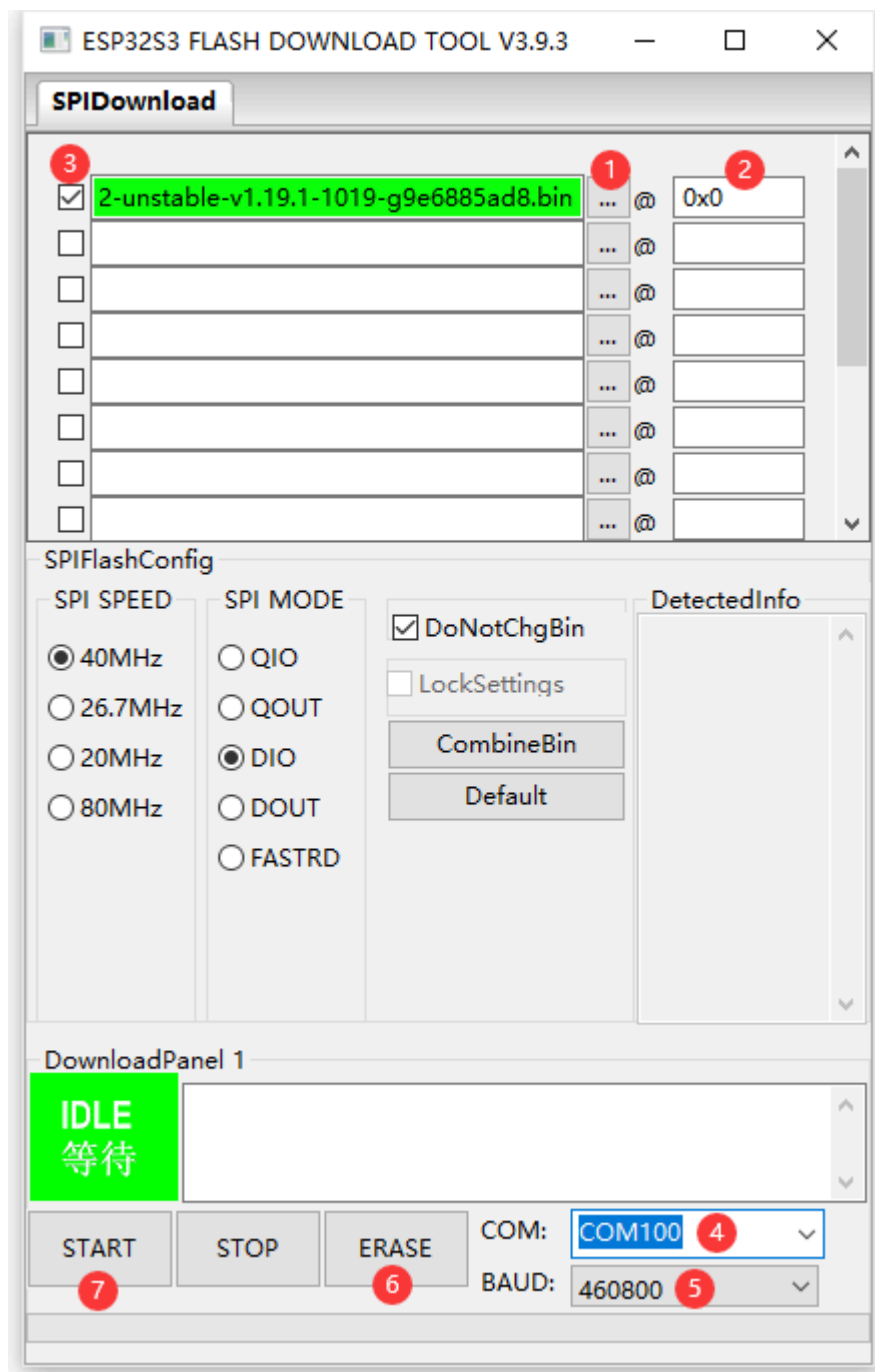 ESP32S3 FLASH DOWNLOAD TOOL V3.9.3
SPIDownload
3
1
2
2-unstable-v1.19.1-1019-g9e6885ad8.bin ... @ 0x0
... @
... @
... @
... @
... @
... @
... @
SPIFlashConfig
SPI SPEED
40MHz
26.7MHz
20MHz
80MHz
SPI MODE
QIO
QOUT
DIO
DOUT
FASTRD
DoNotChgBin
LockSettings
CombineBin
Default
DetectedInfo
DownloadPanel 1
IDLE
等待
START
7
STOP
ERASE
6
COM: COM100 4
BAUD: 460800 5